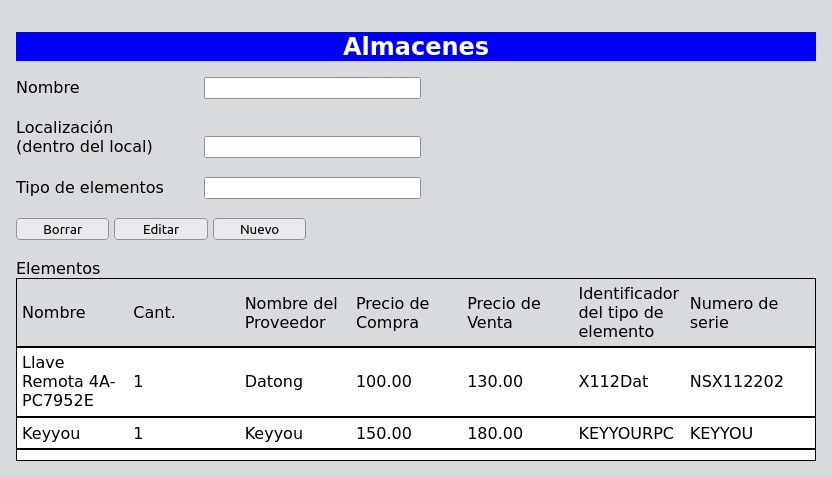 Almacenes
Nombre
Localización
(dentro del local)
Tipo de elementos
Borrar Editar Nuevo
Elementos
Nombre Cant. Nombre del Proveedor Precio de Compra Precio de Venta Identificador del tipo de elemento Numero de serie
Llave Remota 4A-PC7952E 1 Datong 100.00 130.00 X112Dat NSX112202
Keyyou 1 Keyyou 150.00 180.00 KEYYOURPC KEYYOU